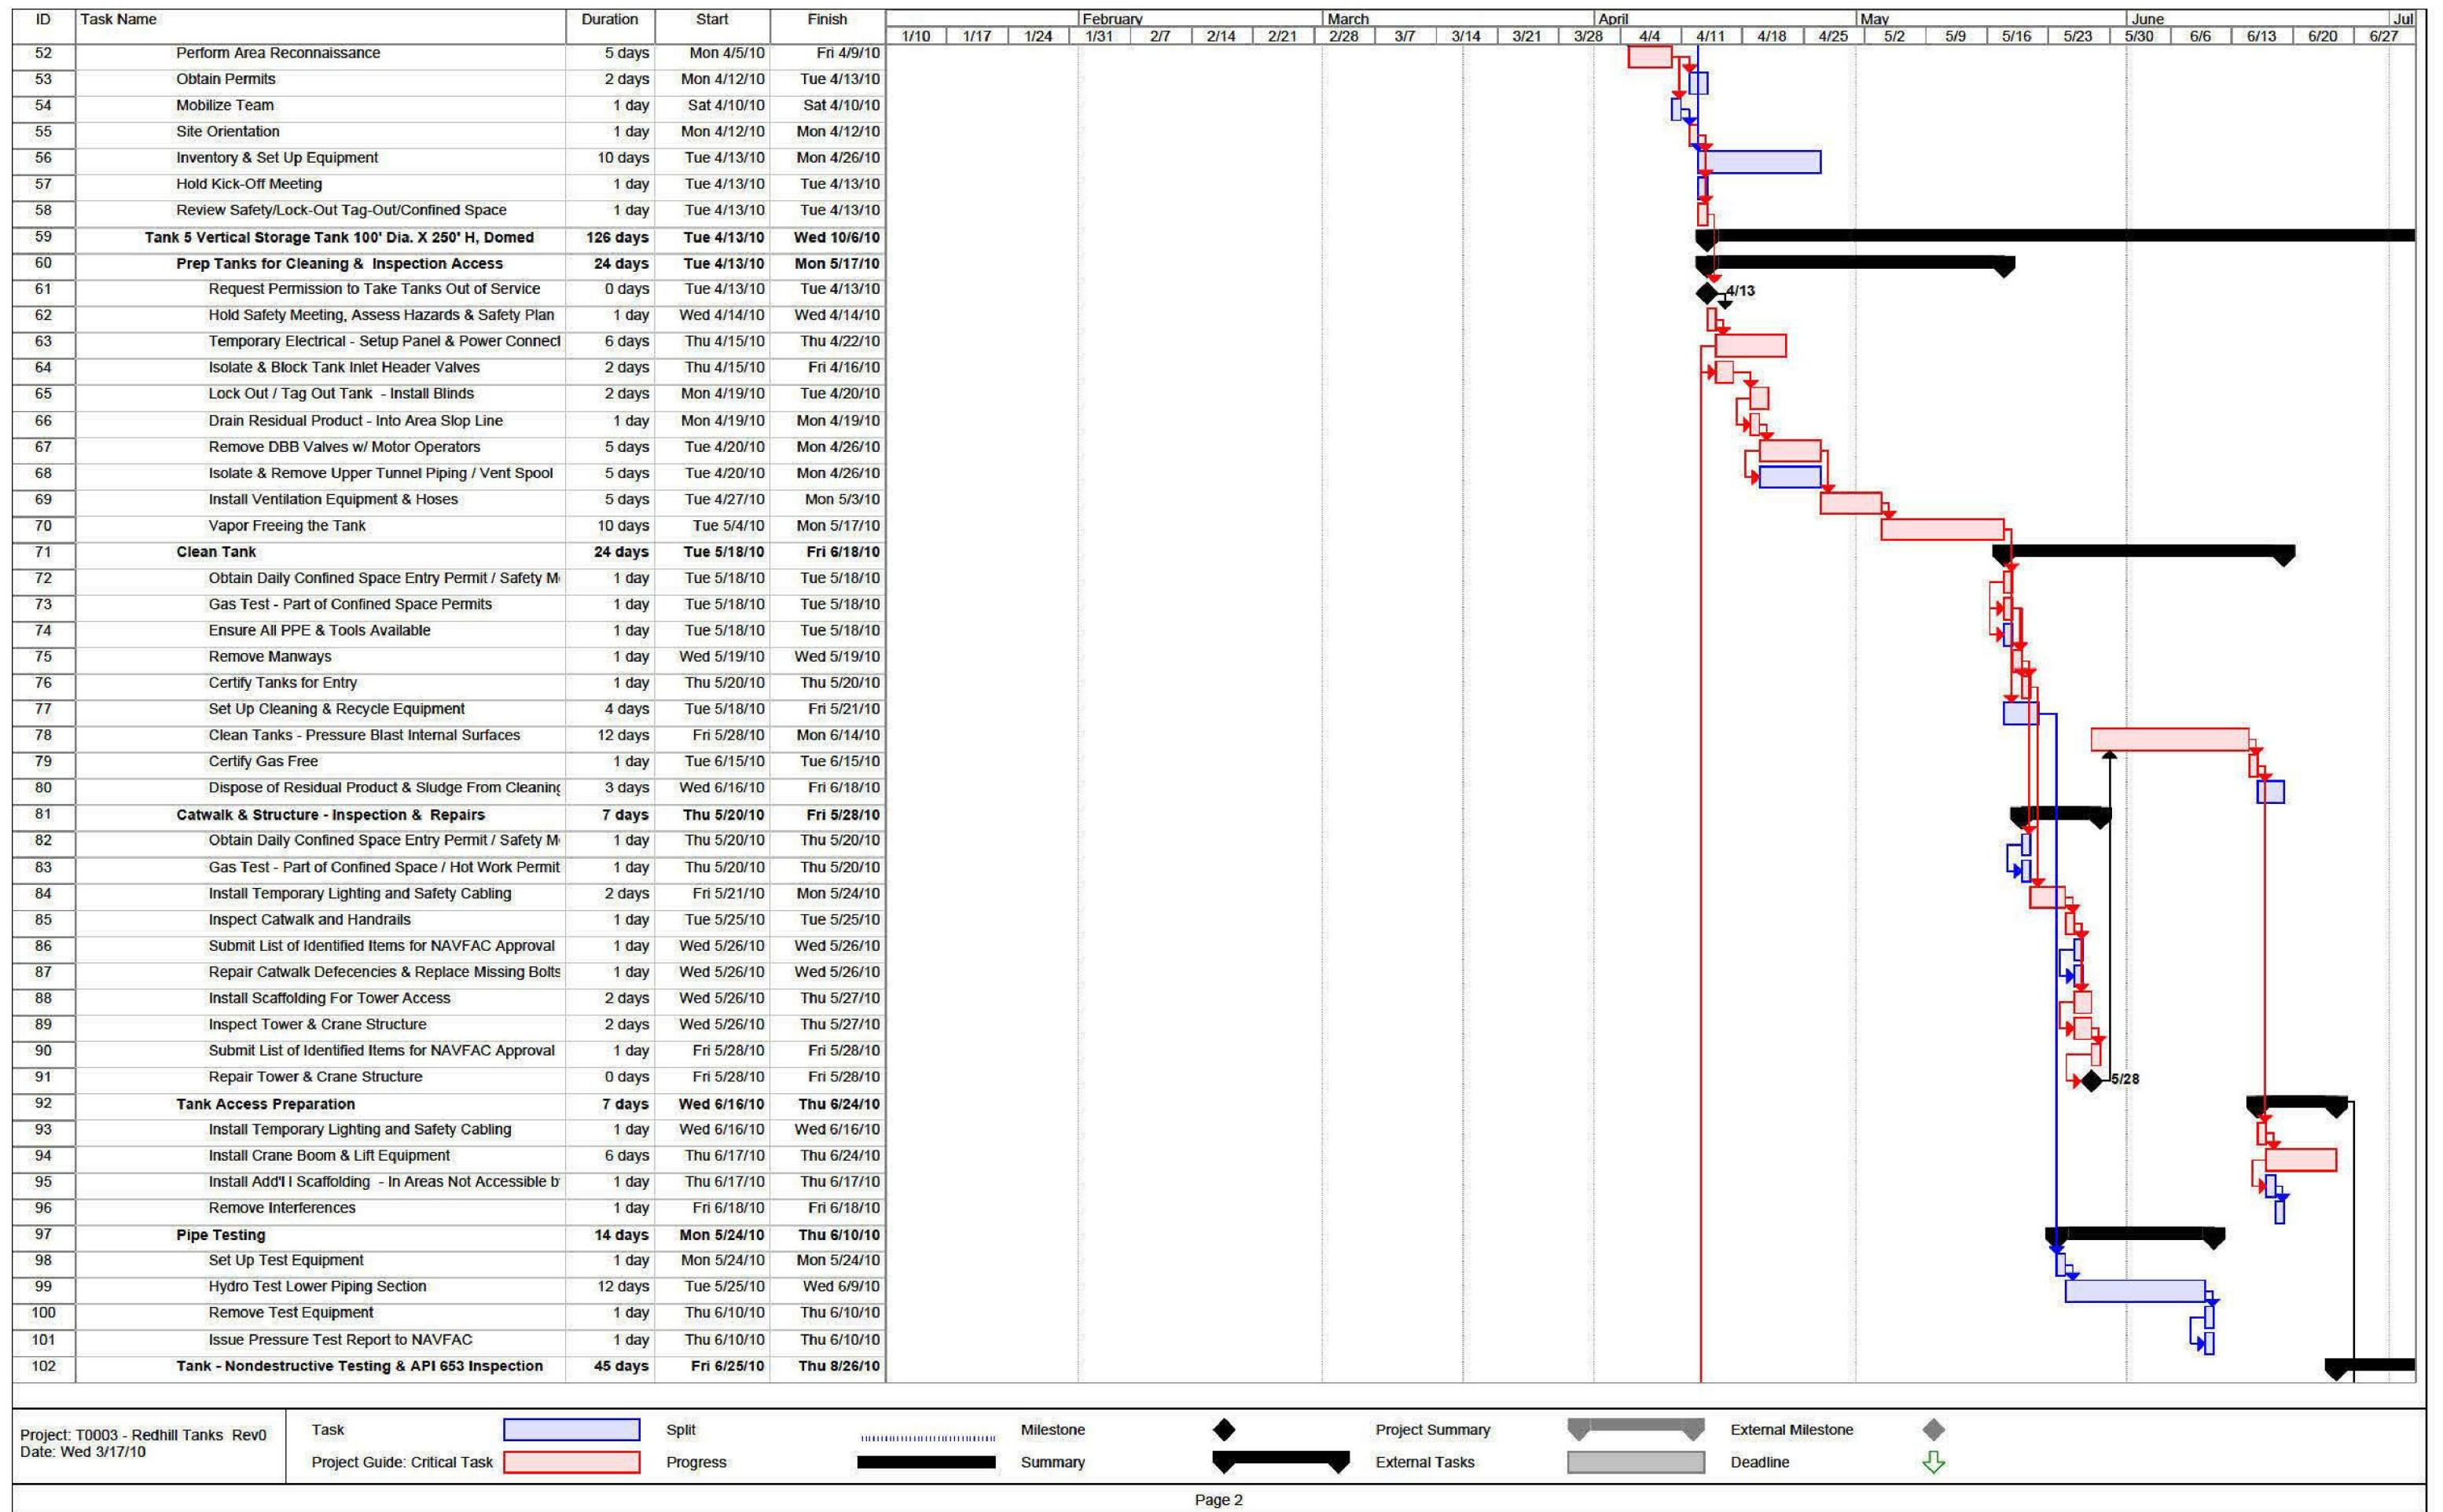 ID Task Name Duration Start Finish February March April May June Jul
1/10 1/17 1/24 1/31 2/7 2/14 2/21 2/28 3/7 3/14 3/21 3/28 4/4 4/11 4/18 4/25 5/2 5/9 5/16 5/23 5/30 6/6 6/13 6/20 6/27
52 Perform Area Reconnaissance 5 days Mon 4/5/10 Fri 4/9/10
53 Obtain Permits 2 days Mon 4/12/10 Tue 4/13/10
54 Mobilize Team 1 day Sat 4/10/10 Sat 4/10/10
55 Site Orientation 1 day Mon 4/12/10 Mon 4/12/10
56 Inventory & Set Up Equipment 10 days Tue 4/13/10 Mon 4/26/10
57 Hold Kick-Off Meeting 1 day Tue 4/13/10 Tue 4/13/10
58 Review Safety/Lock-Out Tag-Out/Confined Space 1 day Tue 4/13/10 Tue 4/13/10
59 Tank 5 Vertical Storage Tank 100' Dia. X 250' H, Domed 126 days Tue 4/13/10 Wed 10/6/10
60 Prep Tanks for Cleaning & Inspection Access 24 days Tue 4/13/10 Mon 5/17/10
61 Request Permission to Take Tanks Out of Service 0 days Tue 4/13/10 Tue 4/13/10 4/13
62 Hold Safety Meeting, Assess Hazards & Safety Plan 1 day Wed 4/14/10 Wed 4/14/10
63 Temporary Electrical - Setup Panel & Power Connect 6 days Thu 4/15/10 Thu 4/22/10
64 Isolate & Block Tank Inlet Header Valves 2 days Thu 4/15/10 Fri 4/16/10
65 Lock Out / Tag Out Tank - Install Blinds 2 days Mon 4/19/10 Tue 4/20/10
66 Drain Residual Product - Into Area Slop Line 1 day Mon 4/19/10 Mon 4/19/10
67 Remove DBB Valves w/ Motor Operators 5 days Tue 4/20/10 Mon 4/26/10
68 Isolate & Remove Upper Tunnel Piping / Vent Spool 5 days Tue 4/20/10 Mon 4/26/10
69 Install Ventilation Equipment & Hoses 5 days Tue 4/27/10 Mon 5/3/10
70 Vapor Freeing the Tank 10 days Tue 5/4/10 Mon 5/17/10
71 Clean Tank 24 days Tue 5/18/10 Fri 6/18/10
72 Obtain Daily Confined Space Entry Permit / Safety M 1 day Tue 5/18/10 Tue 5/18/10
73 Gas Test - Part of Confined Space Permits 1 day Tue 5/18/10 Tue 5/18/10
74 Ensure All PPE & Tools Available 1 day Tue 5/18/10 Tue 5/18/10
75 Remove Manways 1 day Wed 5/19/10 Wed 5/19/10
76 Certify Tanks for Entry 1 day Thu 5/20/10 Thu 5/20/10
77 Set Up Cleaning & Recycle Equipment 4 days Tue 5/18/10 Fri 5/21/10
78 Clean Tanks - Pressure Blast Internal Surfaces 12 days Fri 5/28/10 Mon 6/14/10
79 Certify Gas Free 1 day Tue 6/15/10 Tue 6/15/10
80 Dispose of Residual Product & Sludge From Cleaning 3 days Wed 6/16/10 Fri 6/18/10
81 Catwalk & Structure - Inspection & Repairs 7 days Thu 5/20/10 Fri 5/28/10
82 Obtain Daily Confined Space Entry Permit / Safety M 1 day Thu 5/20/10 Thu 5/20/10
83 Gas Test - Part of Confined Space / Hot Work Permit 1 day Thu 5/20/10 Thu 5/20/10
84 Install Temporary Lighting and Safety Cabling 2 days Fri 5/21/10 Mon 5/24/10
85 Inspect Catwalk and Handrails 1 day Tue 5/25/10 Tue 5/25/10
86 Submit List of Identified Items for NAVFAC Approval 1 day Wed 5/26/10 Wed 5/26/10
87 Repair Catwalk Defecencies & Replace Missing Bolts 1 day Wed 5/26/10 Wed 5/26/10
88 Install Scaffolding For Tower Access 2 days Wed 5/26/10 Thu 5/27/10
89 Inspect Tower & Crane Structure 2 days Wed 5/26/10 Thu 5/27/10
90 Submit List of Identified Items for NAVFAC Approval 1 day Fri 5/28/10 Fri 5/28/10
91 Repair Tower & Crane Structure 0 days Fri 5/28/10 Fri 5/28/10 5/28
92 Tank Access Preparation 7 days Wed 6/16/10 Thu 6/24/10
93 Install Temporary Lighting and Safety Cabling 1 day Wed 6/16/10 Wed 6/16/10
94 Install Crane Boom & Lift Equipment 6 days Thu 6/17/10 Thu 6/24/10
95 Install Add'l l Scaffolding - In Areas Not Accessible b 1 day Thu 6/17/10 Thu 6/17/10
96 Remove Interferences 1 day Fri 6/18/10 Fri 6/18/10
97 Pipe Testing 14 days Mon 5/24/10 Thu 6/10/10
98 Set Up Test Equipment 1 day Mon 5/24/10 Mon 5/24/10
99 Hydro Test Lower Piping Section 12 days Tue 5/25/10 Wed 6/9/10
100 Remove Test Equipment 1 day Thu 6/10/10 Thu 6/10/10
101 Issue Pressure Test Report to NAVFAC 1 day Thu 6/10/10 Thu 6/10/10
102 Tank - Nondestructive Testing & API 653 Inspection 45 days Fri 6/25/10 Thu 8/26/10
Project: T0003 - Redhill Tanks Rev0
Date: Wed 3/17/10
Task Split Milestone Project Summary External Milestone
Project Guide: Critical Task Progress Summary External Tasks Deadline
Page 2